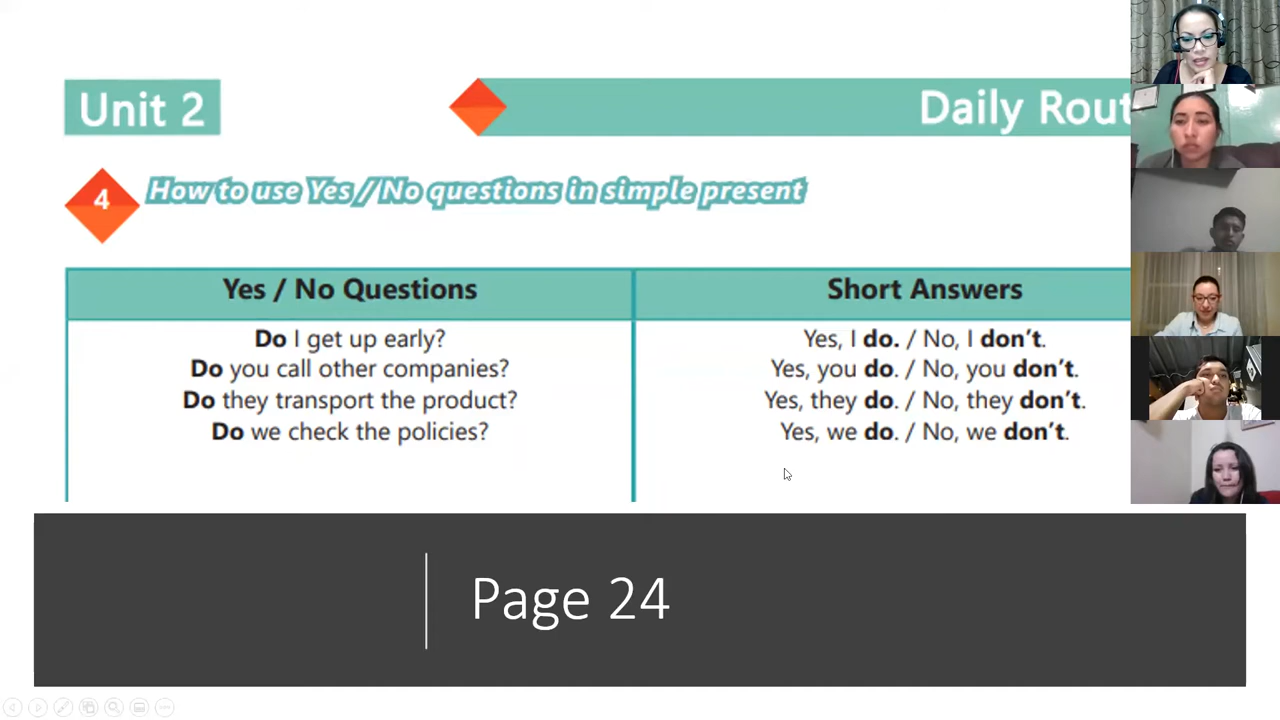 Unit 2
Daily Rout
4
How to use Yes / No questions in simple present
Yes / No Questions
Short Answers
Do I get up early?
Yes, I do. / No, I don't.
Do you call other companies?
Yes, you do. / No, you don't.
Do they transport the product?
Yes, they do. / No, they don't.
Do we check the policies?
Yes, we do. / No, we don't.
Page 24